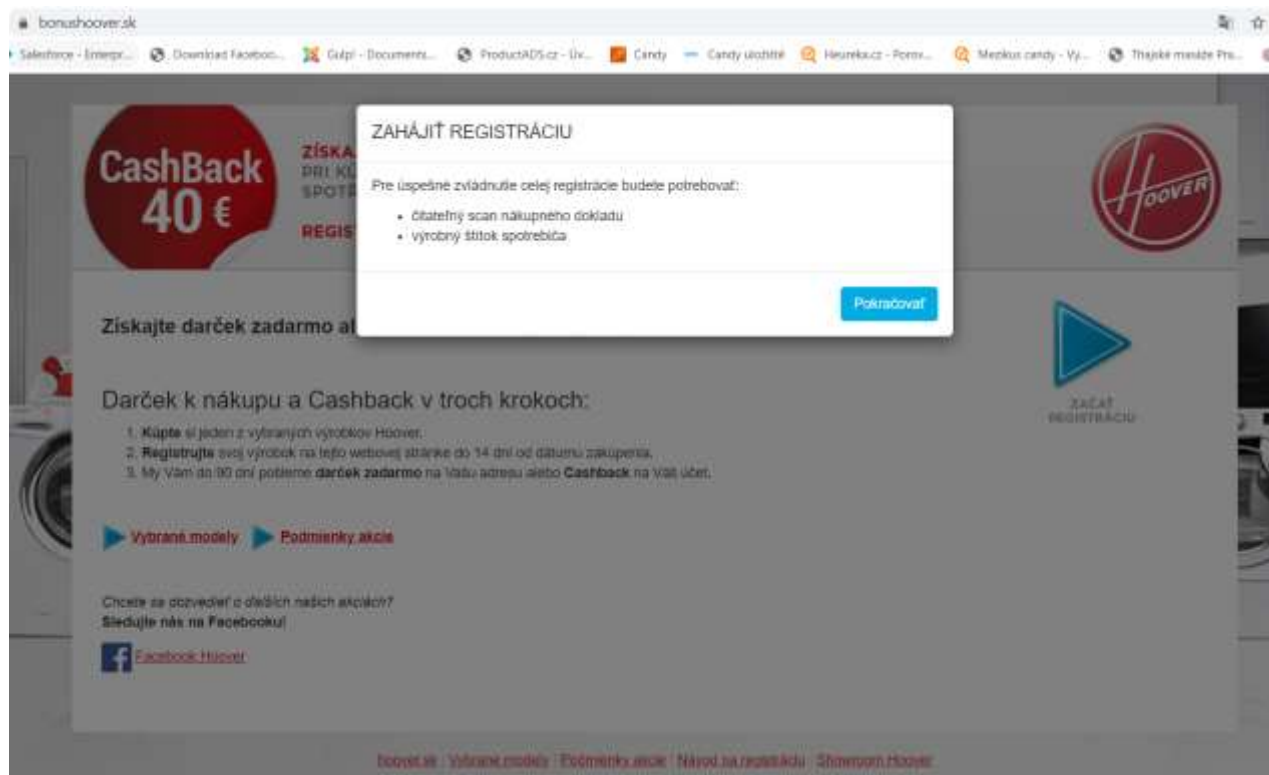 bonushoover.sk
Salesforce - Enterpr... Download Faceboo... Gulp! - Documents... ProductADS.cz - Úv... Candy Candy úložiště Heureka.cz - Porov... Mezikus candy - Vý... Thajské masáže Pra...
CashBack
40 €
ZÍSKA
PRI KÚ
SPOTR
REGIS
ZAHÁJIŤ REGISTRÁCIU
Pre úspešné zvládnutie celej registrácie budete potrebovať:
• čitateľný scan nákupného dokladu
• výrobný štítok spotrebiča
Pokračovať
HOOVER
Získajte darček zadarmo al
ZAČAŤ
REGISTRÁCIU
Darček k nákupu a Cashback v troch krokoch:
1. Kúpte si jeden z vybraných výrobkov Hoover.
2. Registrujte svoj výrobok na tejto webovej stránke do 14 dní od dátumu zakúpenia.
3. My Vám do 90 dní pošleme darček zadarmo na Vašu adresu alebo Cashback na Váš účet.
Vybrané modely Podmienky akcie
Chcete sa dozvedieť o ďalších našich akciách?
Sledujte nás na Facebooku!
Facebook Hoover
hoover.sk | Vybrané modely | Podmienky akcie | Návod na registráciu | Showroom Hoover